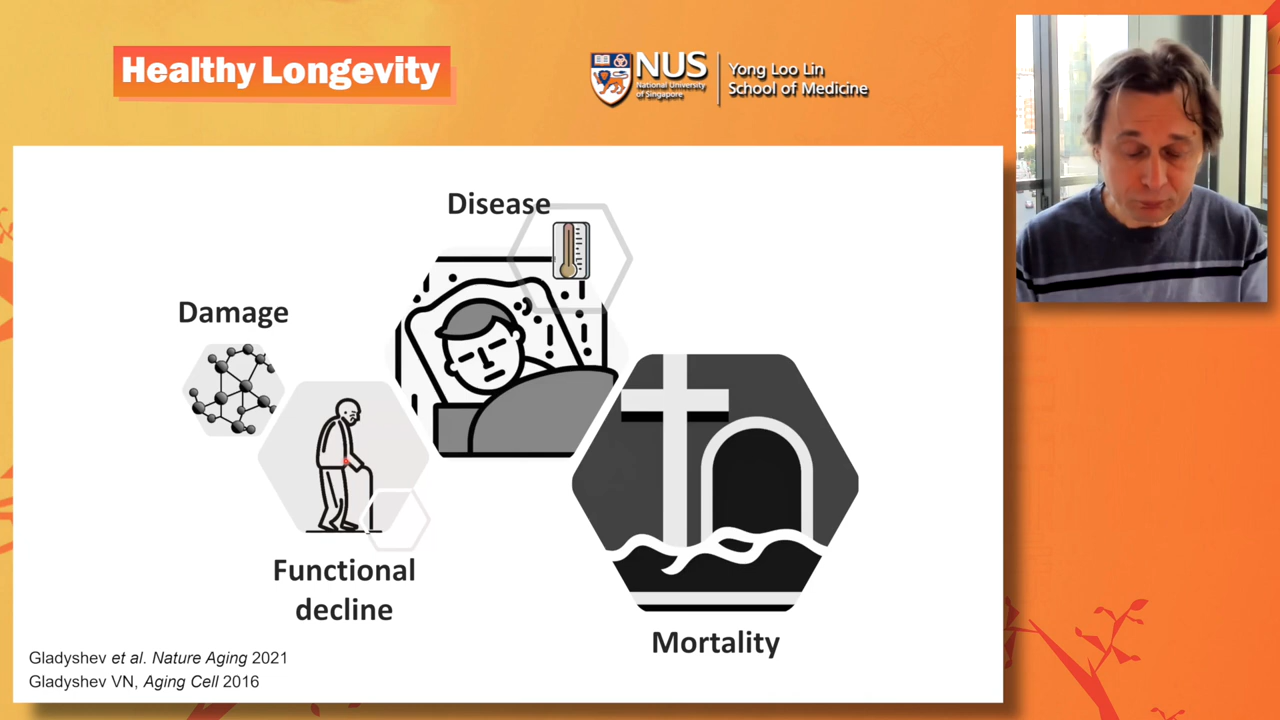 Healthy Longevity
NUS
National University
of Singapore
Yong Loo Lin
School of Medicine
Disease
Damage
Functional
decline
Mortality
Gladyshev et al. Nature Aging 2021
Gladyshev VN, Aging Cell 2016